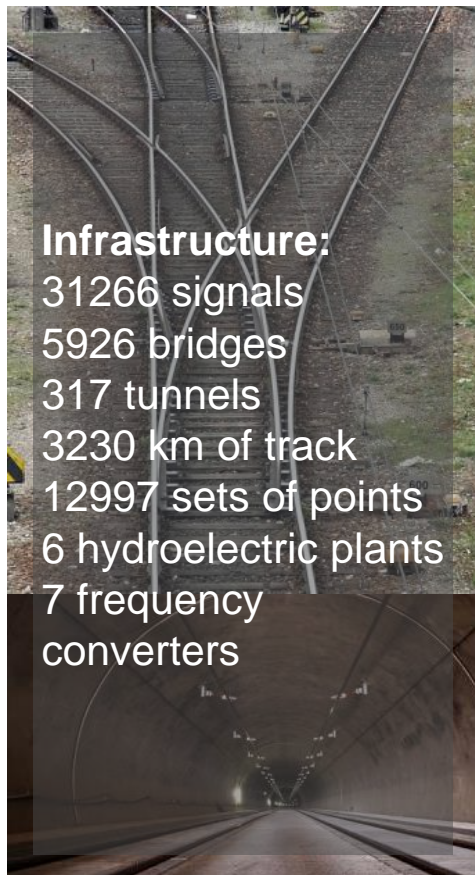 Infrastructure:
31266 signals
5926 bridges
317 tunnels
3230 km of track
12997 sets of points
6 hydroelectric plants
7 frequency
converters
600